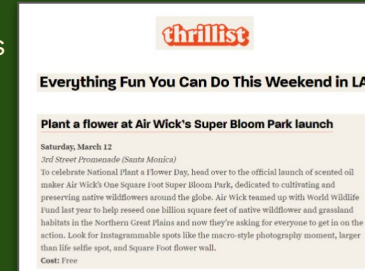 S
thrillist
Everything Fun You Can Do This Weekend in LA
Plant a flower at Air Wick's Super Bloom Park launch
Saturday, March 12
3rd Street Promenade (Santa Monica)
To celebrate National Plant a Flower Day, head over to the official launch of scented oil
maker Air Wick's One Square Foot Super Bloom Park, dedicated to cultivating and
preserving native wildflowers around the globe. Air Wick teamed up with World Wildlife
Fund last year to help reseed one billion square feet of native wildflower and grassland
habitats in the Northern Great Plains and now they're asking for everyone to get in on the
action. Look for Instagrammable spots like the macro-style photography moment, larger
than life selfie spot, and Square Foot flower wall.
Cost: Free